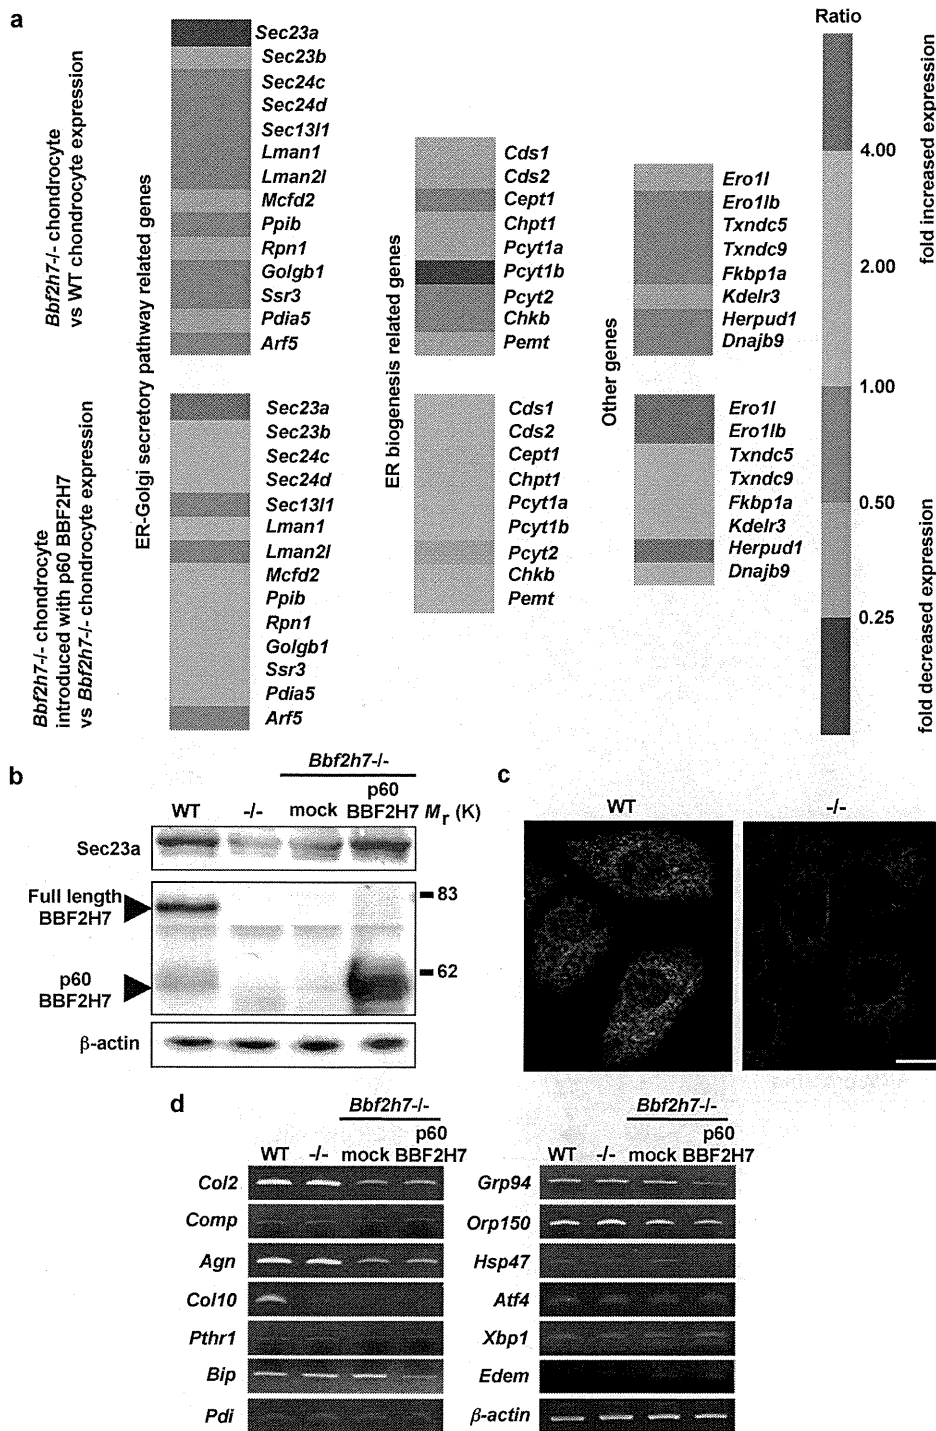 a
Bbf2h7-/- chondrocyte
vs WT chondrocyte expression
ER-Golgi secretory pathway related genes
Sec23a
Sec23b
Sec24c
Sec24d
Sec13l1
Lman1
Lman2l
Mcfd2
Ppib
Rpn1
Golgb1
Ssr3
Pdia5
Arf5
ER biogenesis related genes
Cds1
Cds2
Cept1
Chpt1
Pcyt1a
Pcyt1b
Pcyt2
Chkb
Pemt
Other genes
Ero1l
Ero1lb
Txndc5
Txndc9
Fkbp1a
Kdelr3
Herpud1
Dnajb9
Bbf2h7-/- chondrocyte
introduced with p60 BBF2H7
vs Bbf2h7-/- chondrocyte expression
Sec23a
Sec23b
Sec24c
Sec24d
Sec13l1
Lman1
Lman2l
Mcfd2
Ppib
Rpn1
Golgb1
Ssr3
Pdia5
Arf5
Cds1
Cds2
Cept1
Chpt1
Pcyt1a
Pcyt1b
Pcyt2
Chkb
Pemt
Ero1l
Ero1lb
Txndc5
Txndc9
Fkbp1a
Kdelr3
Herpud1
Dnajb9
Ratio
4.00
2.00
1.00
0.50
0.25
fold increased expression
fold decreased expression
b
Bbf2h7-/-
WT -/- mock p60 BBF2H7 Mr (K)
Sec23a
Full length
BBF2H7
83
p60
BBF2H7
62
β-actin
c
WT -/-
d
Bbf2h7-/-
WT -/- mock p60 BBF2H7
Col2
Comp
Agn
Col10
Pthr1
Bip
Pdi
Bbf2h7-/-
WT -/- mock p60 BBF2H7
Grp94
Orp150
Hsp47
Atf4
Xbp1
Edem
β-actin